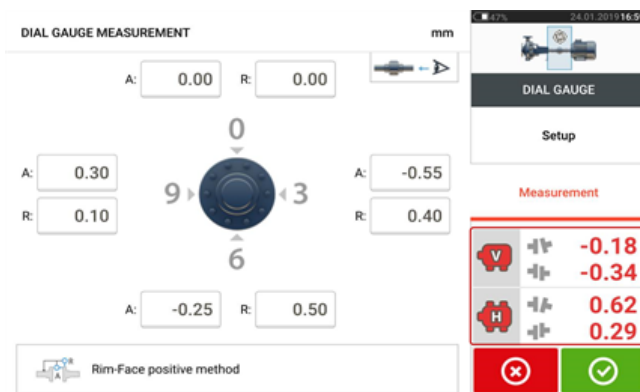 DIAL GAUGE MEASUREMENT mm
A: 0.00 R: 0.00
0
A: 0.30
R: 0.10
9 3
A: -0.55
R: 0.40
6
A: -0.25 R: 0.50
A R
Rim-Face positive method
47% 24.01.2019 16:59
DIAL GAUGE
Setup
Measurement
V -0.18
-0.34
H 0.62
0.29